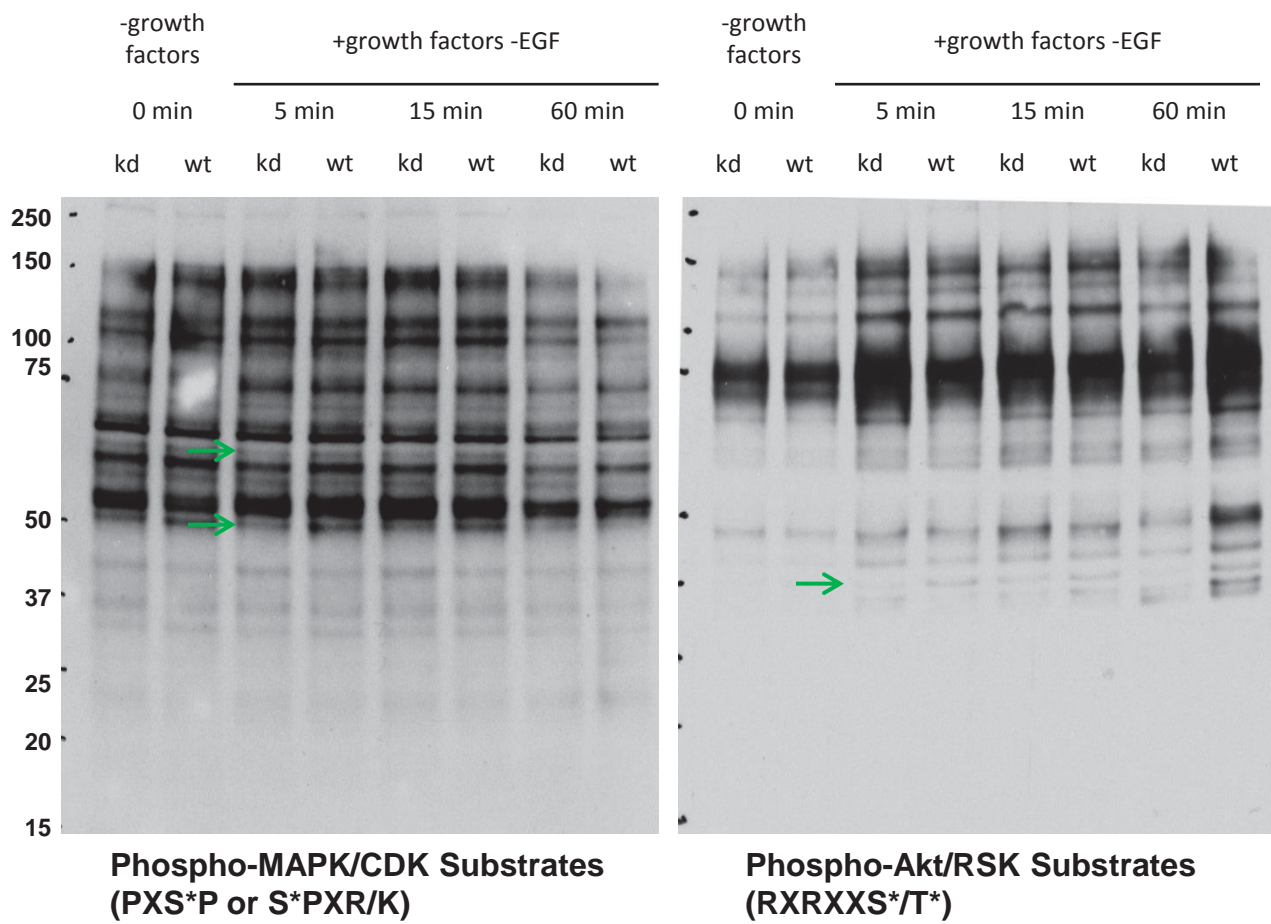 -growth factors
+growth factors -EGF
0 min
5 min
15 min
60 min
kd
wt
kd
wt
kd
wt
kd
wt
-growth factors
+growth factors -EGF
0 min
5 min
15 min
60 min
kd
wt
kd
wt
kd
wt
kd
wt
250
150
100
75
50
37
25
20
15
Phospho-MAPK/CDK Substrates
(PXS*P or S*PXR/K)
Phospho-Akt/RSK Substrates
(RXRXXS*/T*)